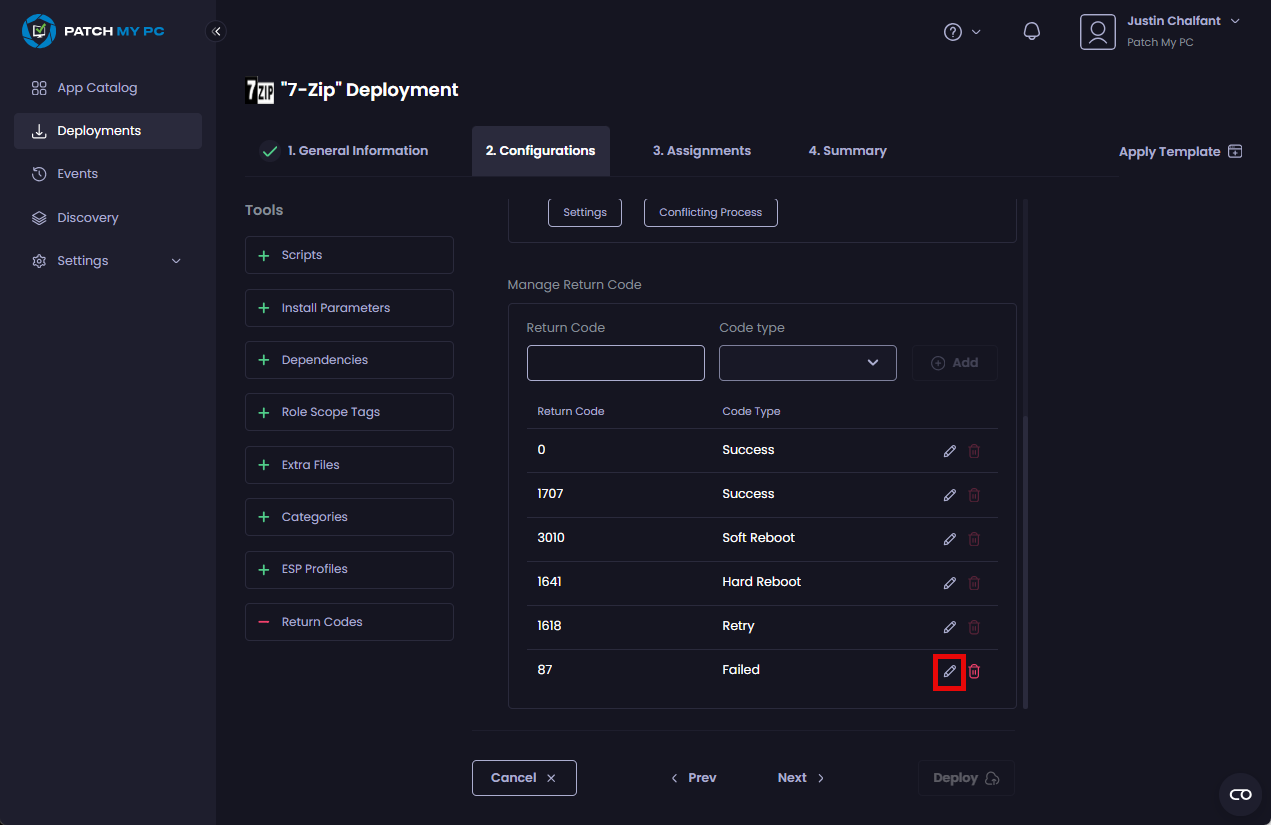 PATCH MY PC
Justin Chalfant
Patch My PC
App Catalog
Deployments
Events
Discovery
Settings
7ZIP "7-Zip" Deployment
1. General Information
2. Configurations
3. Assignments
4. Summary
Apply Template
Tools
Scripts
Install Parameters
Dependencies
Role Scope Tags
Extra Files
Categories
ESP Profiles
Return Codes
Settings
Conflicting Process
Manage Return Code
Return Code Code type
Add
Return Code Code Type
0 Success
1707 Success
3010 Soft Reboot
1641 Hard Reboot
1618 Retry
87 Failed
Cancel
Prev
Next
Deploy